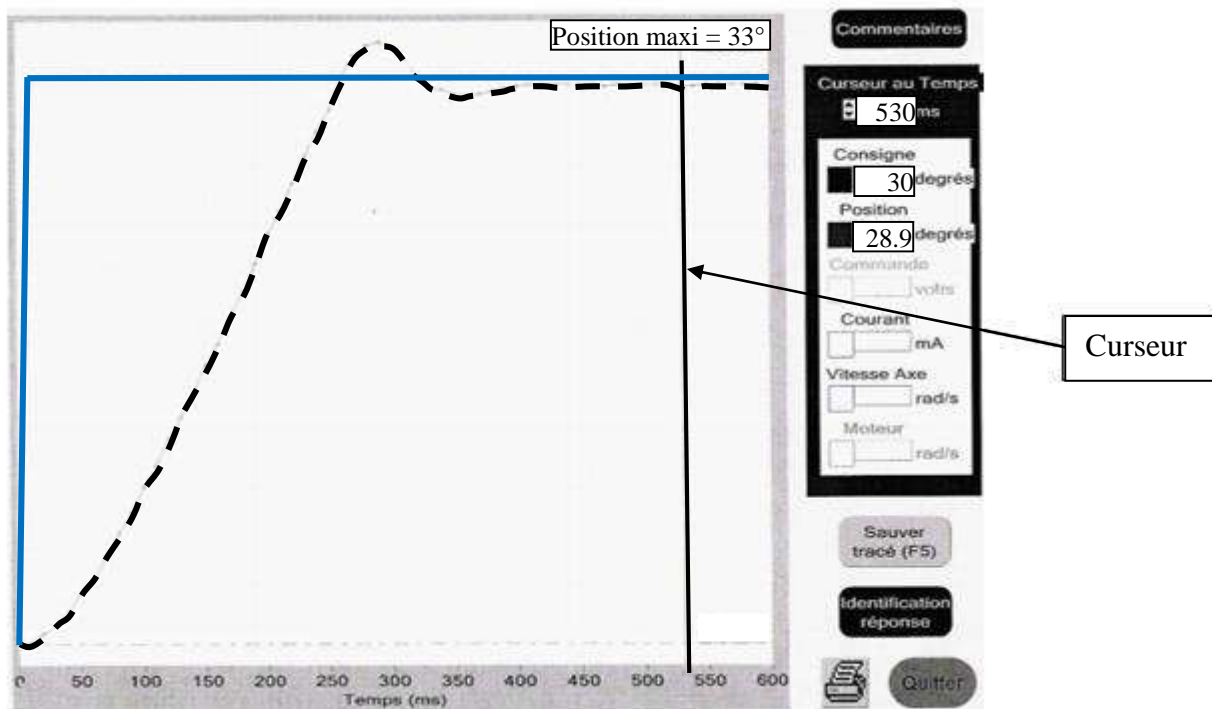 Position maxi = 33°
Commentaires
Curseur au Temps
530 ms
Consigne
30 degrés
Position
28.9 degrés
Commande
volts
Courant
mA
Vitesse Axe
rad/s
Moteur
rad/s
Curseur
Sauver
tracé (F5)
Identification
réponse
Quitter
0 50 100 150 200 250 300 350 400 450 500 550 600
Temps (ms)